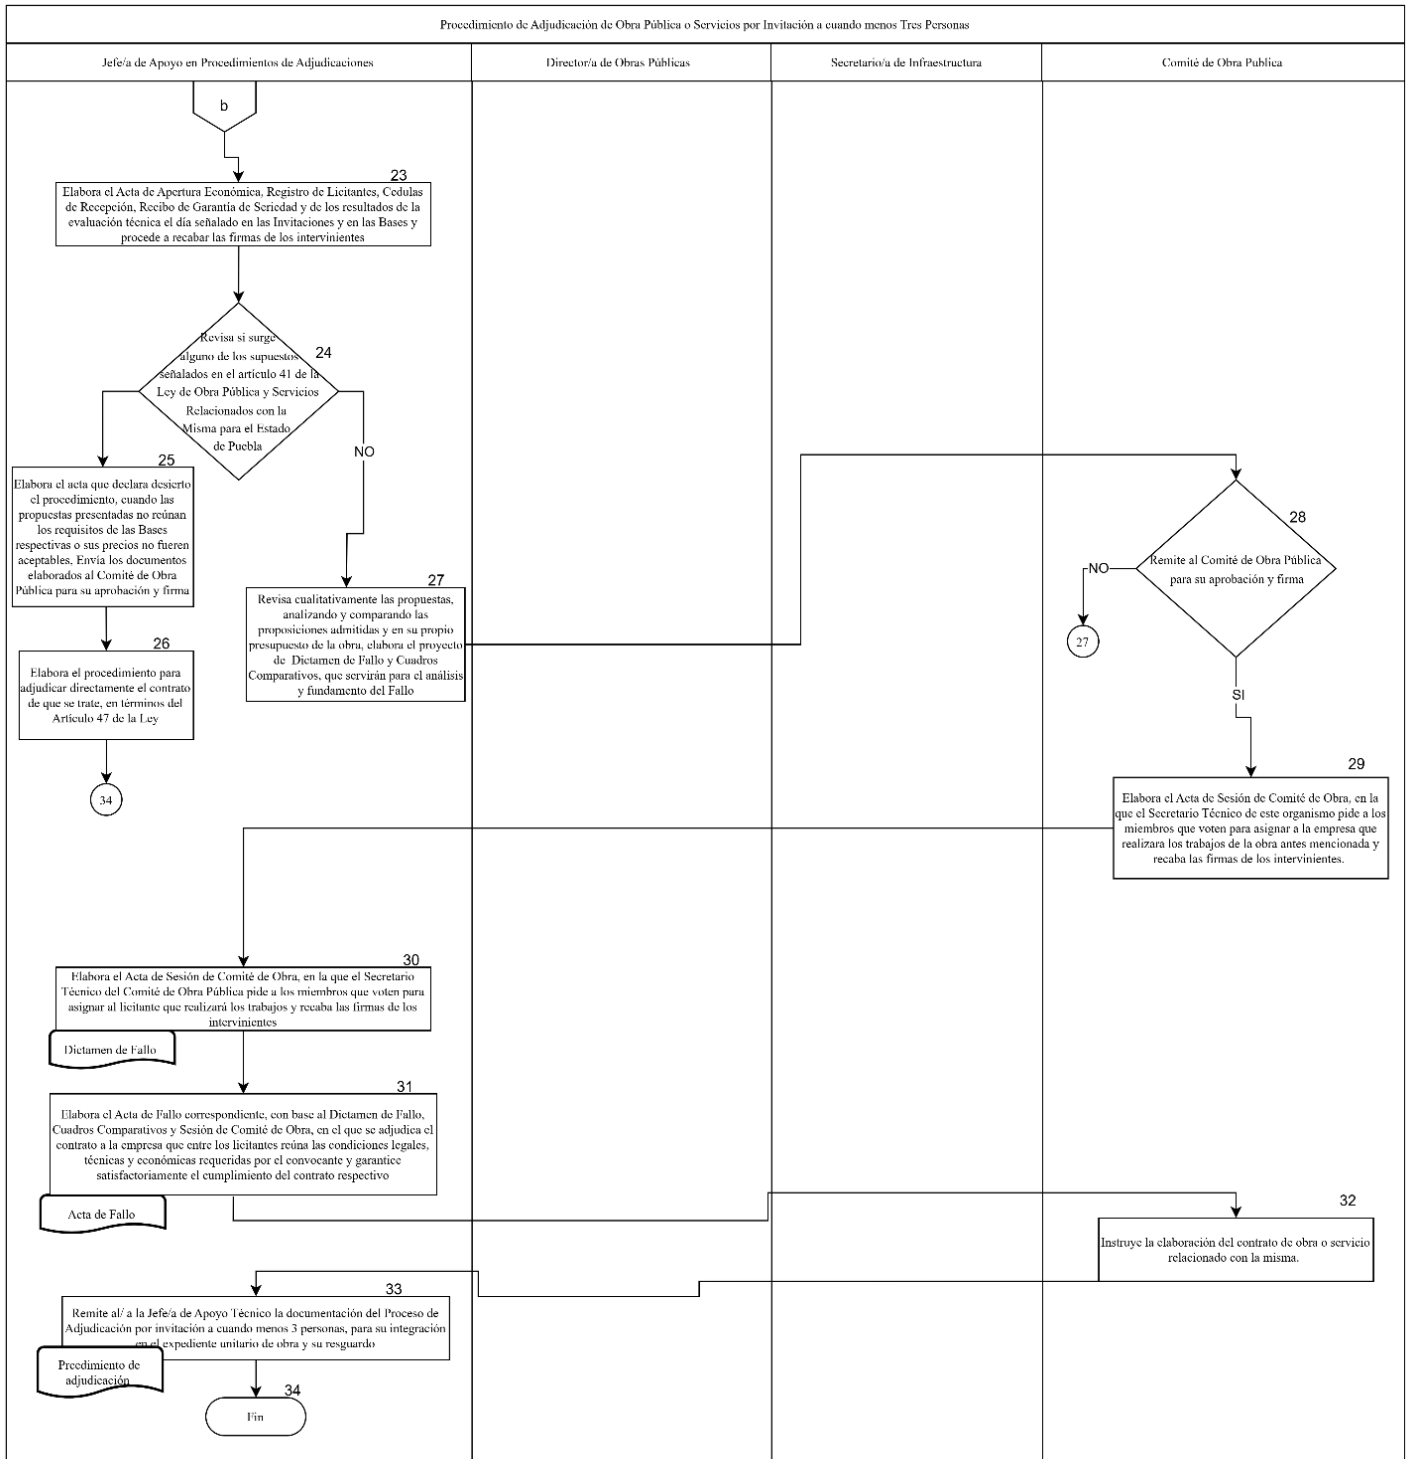 Procedimiento de Adjudicación de Obra Pública o Servicios por Invitación a cuando menos Tres Personas
Jefe/a de Apoyo en Procedimientos de Adjudicaciones
Director/a de Obras Públicas
Secretario/a de Infraestructura
Comité de Obra Publica
b
23
Elabora el Acta de Apertura Económica, Registro de Licitantes, Cedulas
de Recepción, Recibo de Garantía de Seriedad y de los resultados de la
evaluación técnica el día señalado en las Invitaciones y en las Bases y
procede a recabar las firmas de los intervinientes
24
Revisa si surge
alguno de los supuestos
señalados en el artículo 41 de la
Ley de Obra Pública y Servicios
Relacionados con la
Misma para el Estado
de Puebla
NO
25
Elabora el acta que declara desierto
el procedimiento, cuando las
propuestas presentadas no reúnan
los requisitos de las Bases
respectivas o sus precios no fueren
aceptables, Envía los documentos
elaborados al Comité de Obra
Pública para su aprobación y firma
26
Elabora el procedimiento para
adjudicar directamente el contrato
de que se trate, en términos del
Artículo 47 de la Ley
34
27
Revisa cualitativamente las propuestas,
analizando y comparando las
proposiciones admitidas y en su propio
presupuesto de la obra, elabora el proyecto
de Dictamen de Fallo y Cuadros
Comparativos, que servirán para el análisis
y fundamento del Fallo
28
Remite al Comité de Obra Pública
para su aprobación y firma
NO
27
SI
29
Elabora el Acta de Sesión de Comité de Obra, en la
que el Secretario Técnico de este organismo pide a los
miembros que voten para asignar a la empresa que
realizara los trabajos de la obra antes mencionada y
recaba las firmas de los intervinientes.
30
Elabora el Acta de Sesión de Comité de Obra, en la que el Secretario
Técnico del Comité de Obra Pública pide a los miembros que voten para
asignar al licitante que realizará los trabajos y recaba las firmas de los
intervinientes
Dictamen de Fallo
31
Elabora el Acta de Fallo correspondiente, con base al Dictamen de Fallo,
Cuadros Comparativos y Sesión de Comité de Obra, en el que se adjudica el
contrato a la empresa que entre los licitantes reúna las condiciones legales,
técnicas y económicas requeridas por el convocante y garantice
satisfactoriamente el cumplimiento del contrato respectivo
Acta de Fallo
32
Instruye la elaboración del contrato de obra o servicio
relacionado con la misma.
33
Remite al/ a la Jefe/a de Apoyo Técnico la documentación del Proceso de
Adjudicación por invitación a cuando menos 3 personas, para su integración
en el expediente unitario de obra y su resguardo
Prcedimiento de
adjudicación
34
Fin